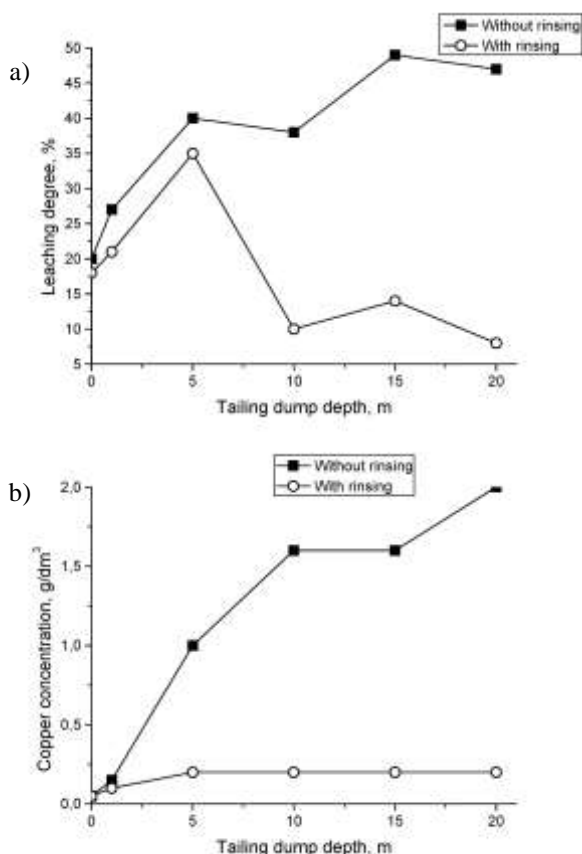 a)
Without rinsing
With rinsing
50
45
40
35
30
25
20
15
10
5
Leaching degree, %
0 5 10 15 20
Tailing dump depth, m
b)
Without rinsing
With rinsing
2,0
1,5
1,0
0,5
0,0
Copper concentration, g/dm³
0 5 10 15 20
Tailing dump depth, m